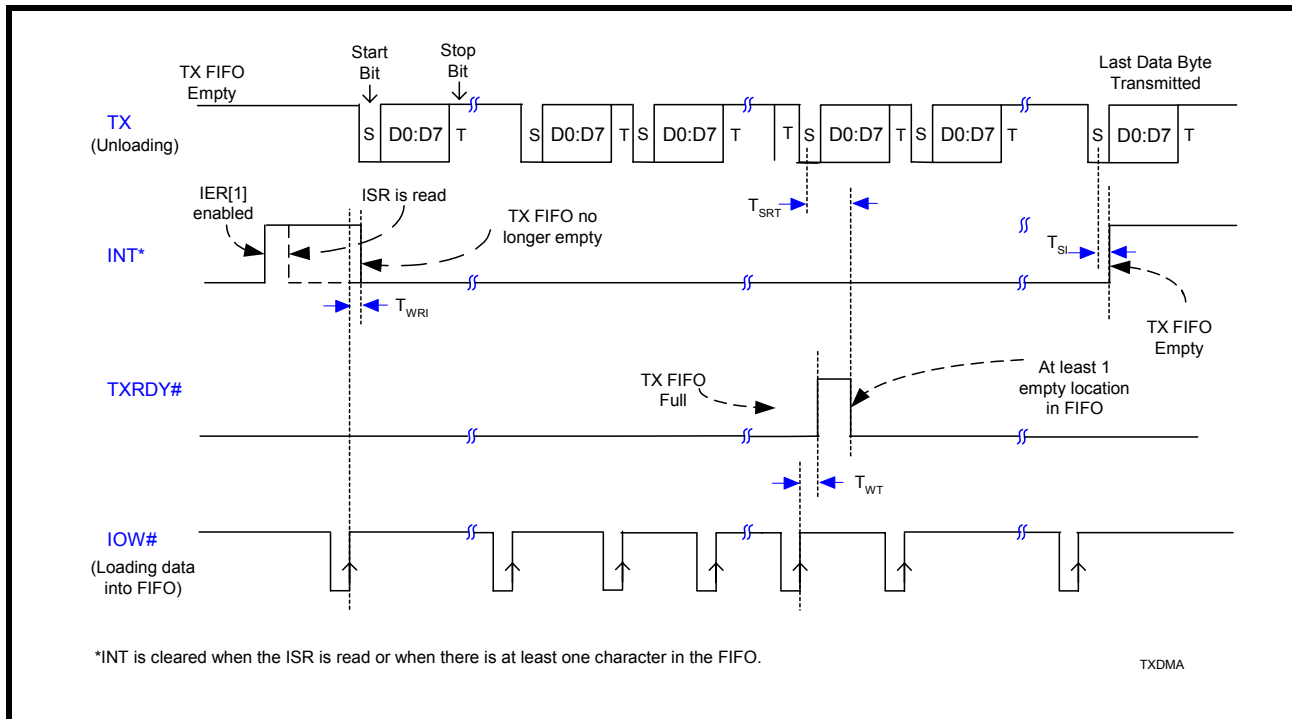 Start
Bit
Stop
Bit
TX FIFO
Empty
Last Data Byte
Transmitted
TX
(Unloading)
S D0:D7 T S D0:D7 T S D0:D7 T T S D0:D7 T S D0:D7 T S D0:D7 T
IER[1]
enabled
ISR is read
TX FIFO no
longer empty
TSRT
INT*
TSI
TWRI
TX FIFO
Empty
TXRDY#
TX FIFO
Full
At least 1
empty location
in FIFO
TWT
IOW#
(Loading data
into FIFO)
*INT is cleared when the ISR is read or when there is at least one character in the FIFO.
TXDMA